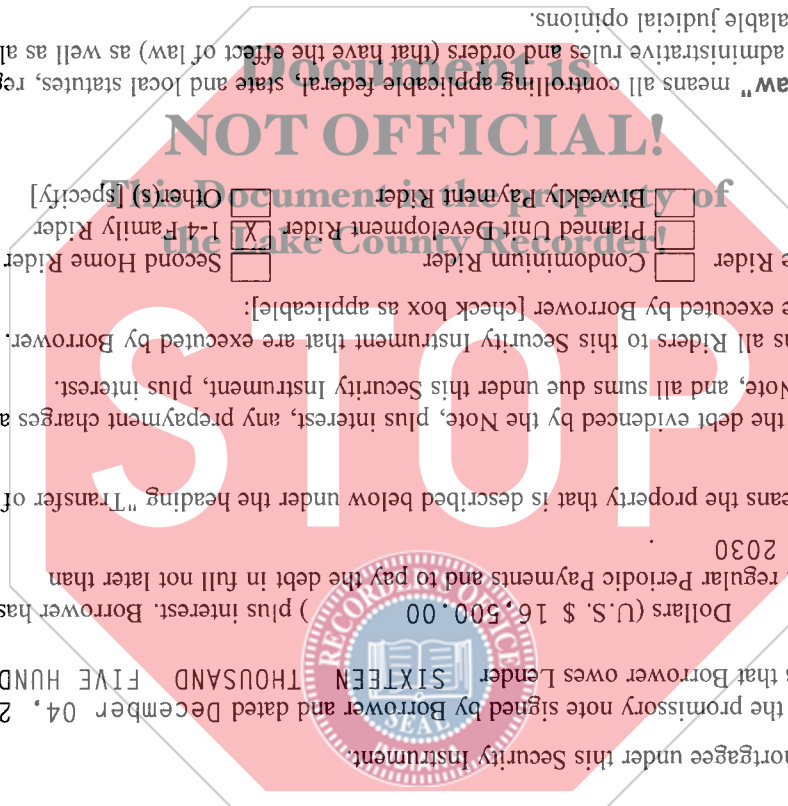 ortgagee under this Security Instrument.
the promissory note signed by Borrower and dated December 04, 2
s that Borrower owes Lender SIXTEEN THOUSAND FIVE HUND
Dollars (U.S. $ 16,500.00 ) plus interest. Borrower has
regular Periodic Payments and to pay the debt in full not later than
2030 .
eans the property that is described below under the heading "Transfer of
the debt evidenced by the Note, plus interest, any prepayment charges a
Note, and all sums due under this Security Instrument, plus interest.
ns all Riders to this Security Instrument that are executed by Borrower.
e executed by Borrower [check box as applicable]:
e Rider Condominium Rider Second Home Rider
Planned Unit Development Rider X 1-4 Family Rider
Biweekly Payment Rider Other(s) [specify]
aw" means all controlling applicable federal, state and local statutes, reg
administrative rules and orders (that have the effect of law) as well as al
alable judicial opinions.
Document is
NOT OFFICIAL!
This Document is the property of
the Lake County Recorder!
STOP
RECORDER'S OFFICE
SEAL
INDIANA